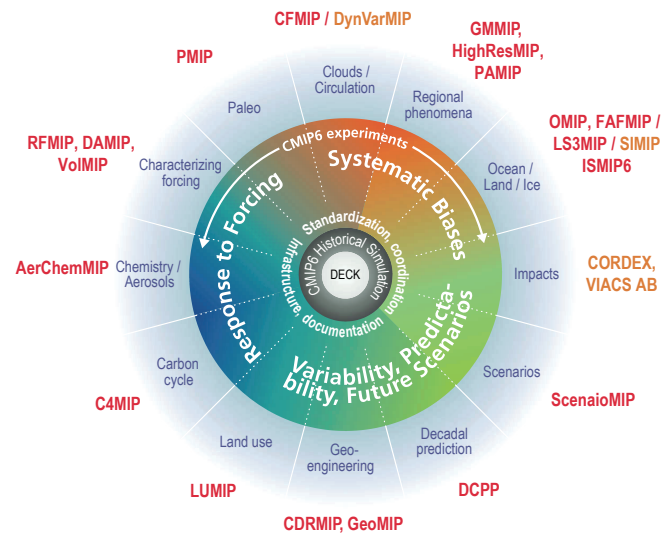 CFMIP / DynVarMIP
GMMIP,
HighResMIP,
PAMIP
PMIP
Clouds /
Circulation
Regional
phenomena
Paleo
OMIP, FAFMIP /
LS3MIP / SIMIP
ISMIP6
RFMIP, DAMIP,
VolMIP
CMIP6 experiments
Characterizing
forcing
Ocean /
Land / Ice
Response to Forcing
Systematic Biases
Standardization, coordination
Infrastrupture, documentation
CMIP6 Historical Simulation
DECK
AerChemMIP
Chemistry /
Aerosols
Impacts
CORDEX,
VIACS AB
Variability, Predicta-
bility, Future Scenarios
Carbon
cycle
Scenarios
C4MIP
ScenaioMIP
Land use
Geo-
engineering
Decadal
prediction
LUMIP
DCPP
CDRMIP, GeoMIP